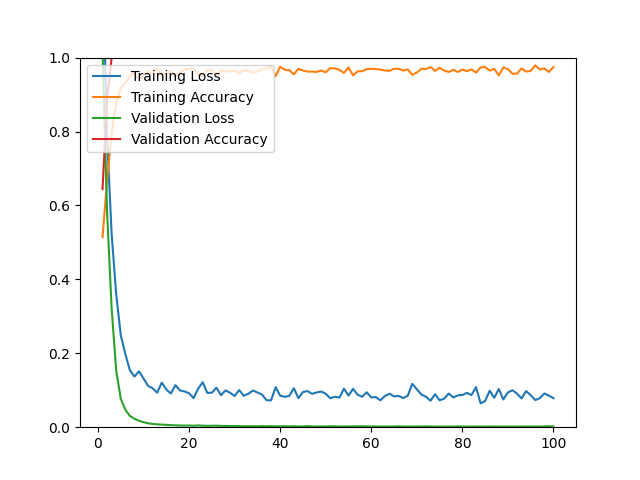 Training Loss
Training Accuracy
Validation Loss
Validation Accuracy
1.0
0.8
0.6
0.4
0.2
0.0
0 20 40 60 80 100